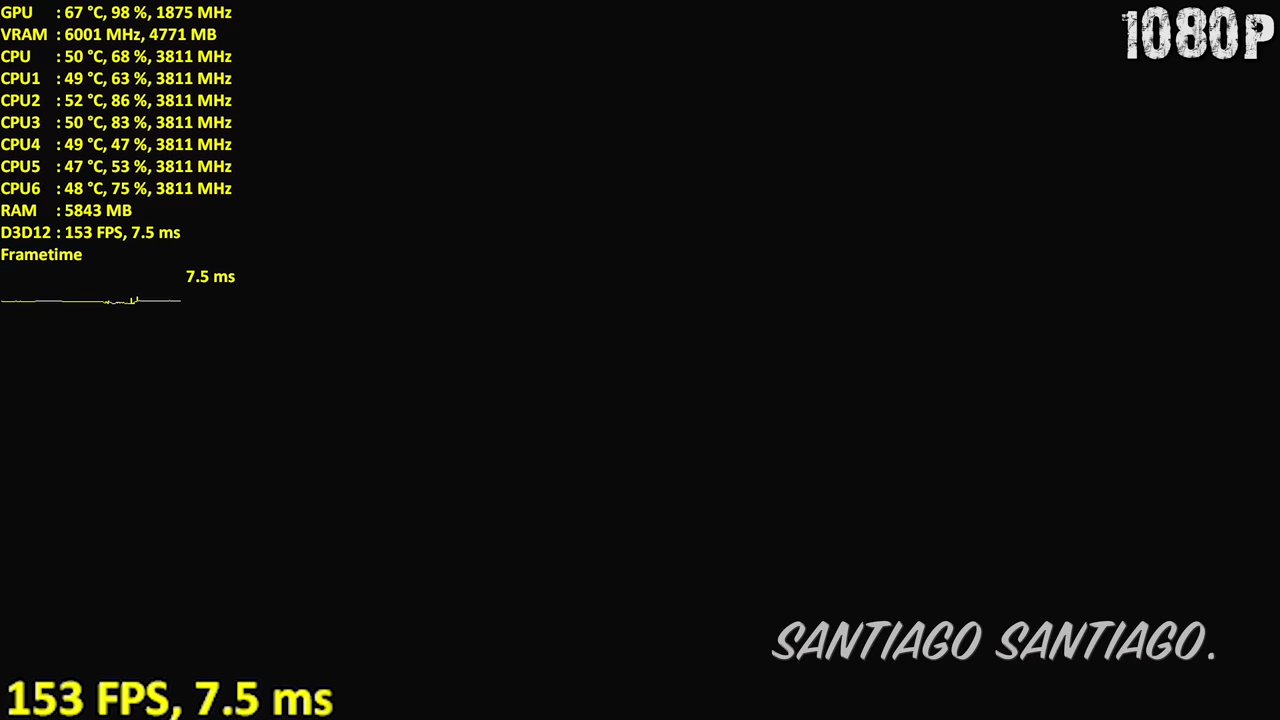 GPU : 67 °C, 98 %, 1875 MHz
1080P
VRAM : 6001 MHz, 4771 MB
CPU : 50 °C, 68 %, 3811 MHz
CPU1 : 49 °C, 63 %, 3811 MHz
CPU2 : 52 °C, 86 %, 3811 MHz
CPU3 : 50 °C, 83 %, 3811 MHz
CPU4 : 49 °C, 47 %, 3811 MHz
CPU5 : 47 °C, 53 %, 3811 MHz
CPU6 : 48 °C, 75 %, 3811 MHz
RAM : 5843 MB
D3D12 : 153 FPS, 7.5 ms
Frametime
7.5 ms
SANTIAGO SANTIAGO.
153 FPS, 7.5 ms